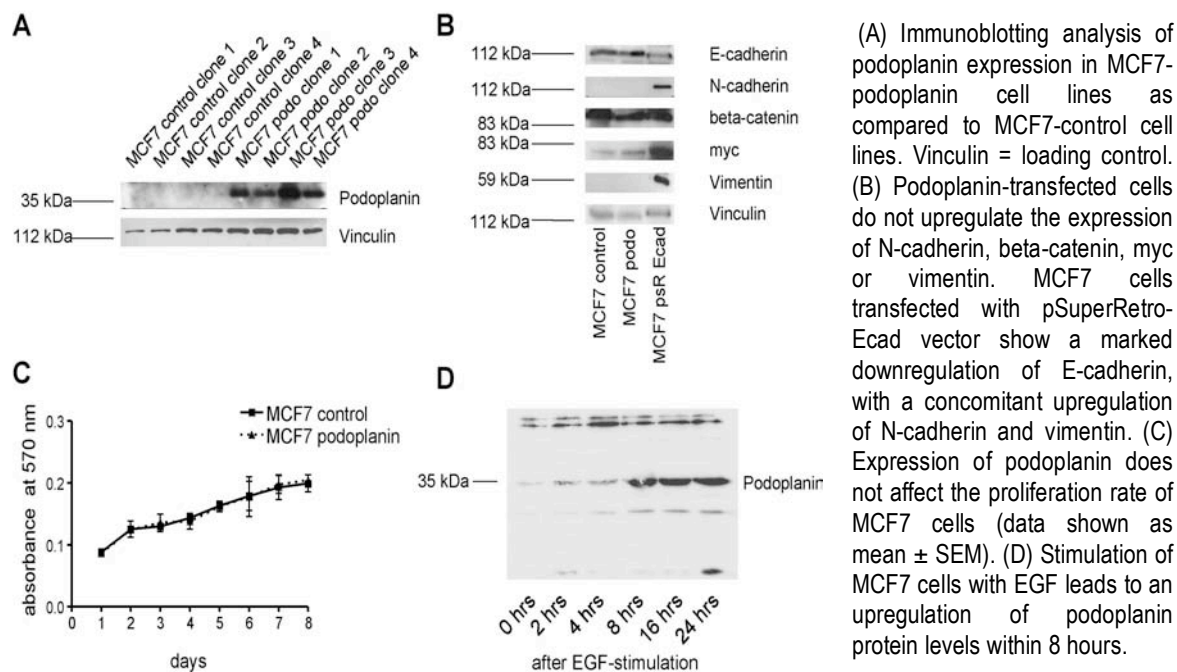 A
MCF7 control clone 1
MCF7 control clone 2
MCF7 control clone 3
MCF7 control clone 4
MCF7 podo clone 1
MCF7 podo clone 2
MCF7 podo clone 3
MCF7 podo clone 4
35 kDa
Podoplanin
112 kDa
Vinculin
B
112 kDa
E-cadherin
112 kDa
N-cadherin
83 kDa
beta-catenin
83 kDa
myc
59 kDa
Vimentin
112 kDa
Vinculin
MCF7 control
MCF7 podo
MCF7 psR Ecad
C
MCF7 control
MCF7 podoplanin
absorbance at 570 nm
0.3
0.2
0.1
0.0
0 1 2 3 4 5 6 7 8
days
D
35 kDa
Podoplanin
0 hrs
2 hrs
4 hrs
8 hrs
16 hrs
24 hrs
after EGF-stimulation
(A) Immunoblotting analysis of
podoplanin expression in MCF7-
podoplanin cell lines as
compared to MCF7-control cell
lines. Vinculin = loading control.
(B) Podoplanin-transfected cells
do not upregulate the expression
of N-cadherin, beta-catenin, myc
or vimentin. MCF7 cells
transfected with pSuperRetro-
Ecad vector show a marked
downregulation of E-cadherin,
with a concomitant upregulation
of N-cadherin and vimentin. (C)
Expression of podoplanin does
not affect the proliferation rate of
MCF7 cells (data shown as
mean ± SEM). (D) Stimulation of
MCF7 cells with EGF leads to an
upregulation of podoplanin
protein levels within 8 hours.